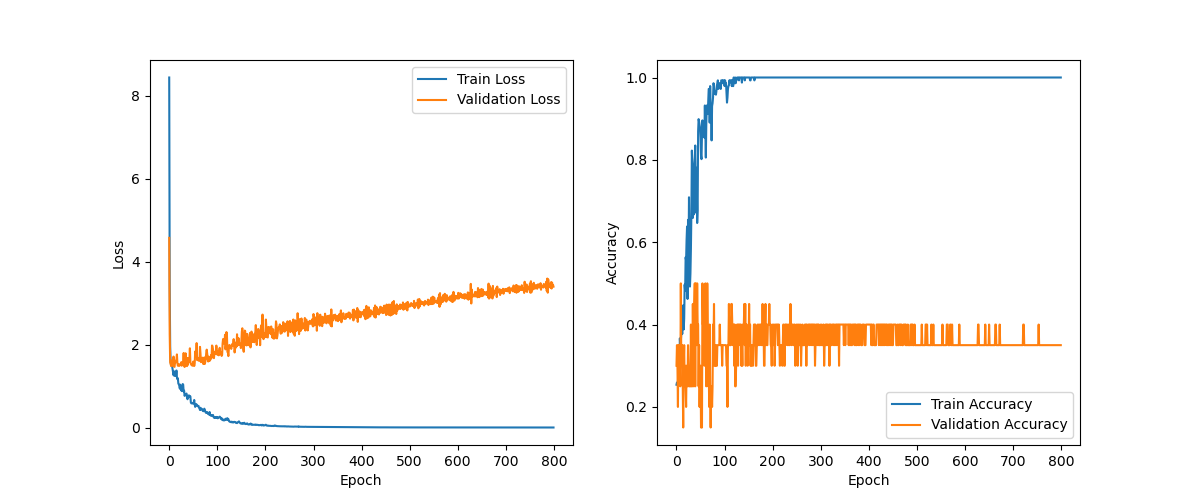 Train Loss
Validation Loss
8
6
4
2
0
Loss
0 100 200 300 400 500 600 700 800
Epoch
1.0
0.8
0.6
0.4
0.2
Accuracy
Train Accuracy
Validation Accuracy
0 100 200 300 400 500 600 700 800
Epoch